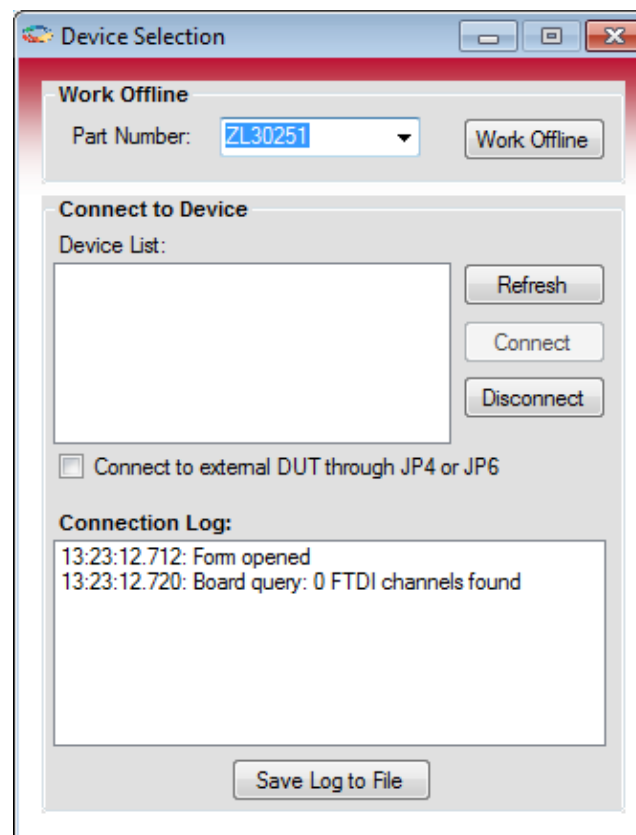 Device Selection
Work Offline
Part Number: ZL30251 Work Offline
Connect to Device
Device List:
Refresh
Connect
Disconnect
Connect to external DUT through JP4 or JP6
Connection Log:
13:23:12.712: Form opened
13:23:12.720: Board query: 0 FTDI channels found
Save Log to File